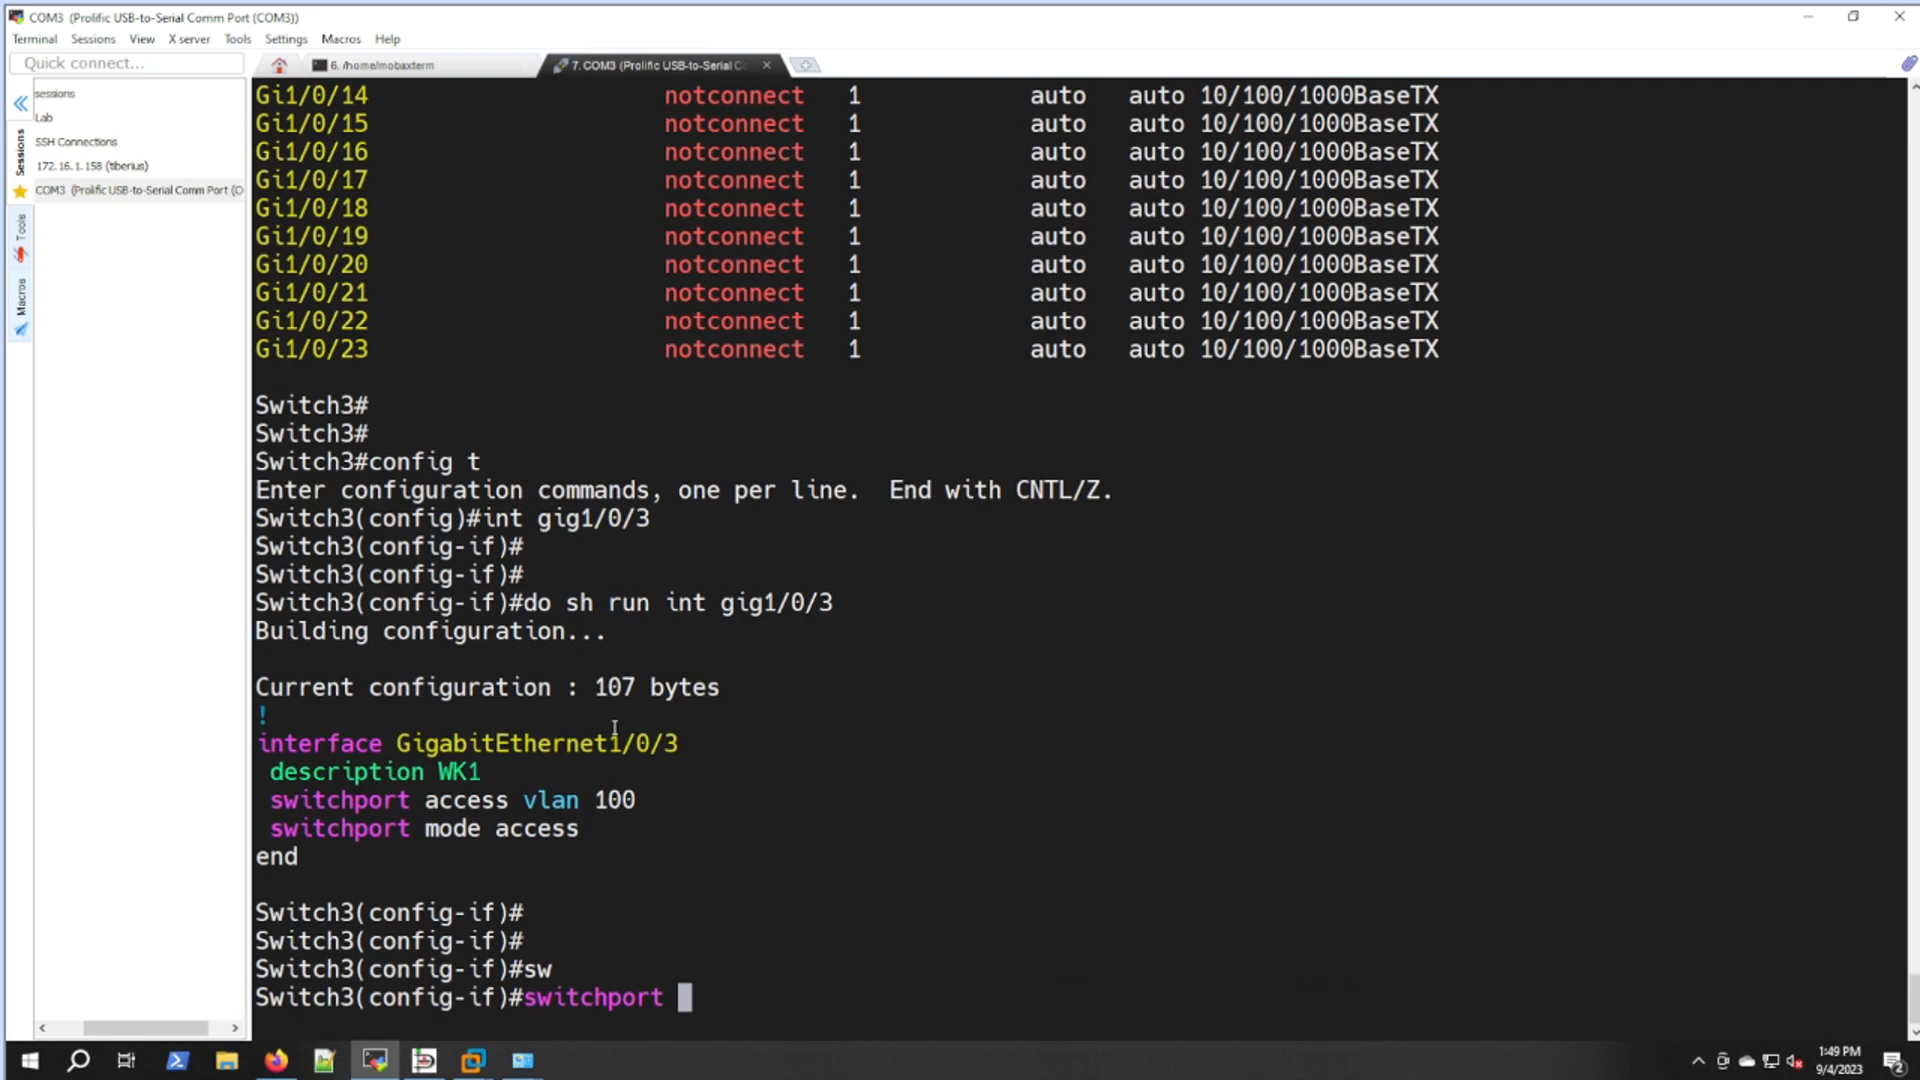 COM3 (Prolific USB-to-Serial Comm Port (COM3))
Terminal Sessions View X server Tools Settings Macros Help
Quick connect...
6. /home/mobaxterm
7. COM3 (Prolific USB-to-Serial C
sessions
Lab
SSH Connections
172.16.1.158 (tiberius)
COM3 (Prolific USB-to-Serial Comm Port (O
Sessions
Tools
Macros
Gi1/0/14 notconnect 1 auto auto 10/100/1000BaseTX
Gi1/0/15 notconnect 1 auto auto 10/100/1000BaseTX
Gi1/0/16 notconnect 1 auto auto 10/100/1000BaseTX
Gi1/0/17 notconnect 1 auto auto 10/100/1000BaseTX
Gi1/0/18 notconnect 1 auto auto 10/100/1000BaseTX
Gi1/0/19 notconnect 1 auto auto 10/100/1000BaseTX
Gi1/0/20 notconnect 1 auto auto 10/100/1000BaseTX
Gi1/0/21 notconnect 1 auto auto 10/100/1000BaseTX
Gi1/0/22 notconnect 1 auto auto 10/100/1000BaseTX
Gi1/0/23 notconnect 1 auto auto 10/100/1000BaseTX
Switch3#
Switch3#
Switch3#config t
Enter configuration commands, one per line. End with CNTL/Z.
Switch3(config)#int gig1/0/3
Switch3(config-if)#
Switch3(config-if)#
Switch3(config-if)#do sh run int gig1/0/3
Building configuration...
Current configuration : 107 bytes
!
interface GigabitEthernet1/0/3
description WK1
switchport access vlan 100
switchport mode access
end
Switch3(config-if)#
Switch3(config-if)#
Switch3(config-if)#sw
Switch3(config-if)#switchport
1:49 PM
9/4/2023
2